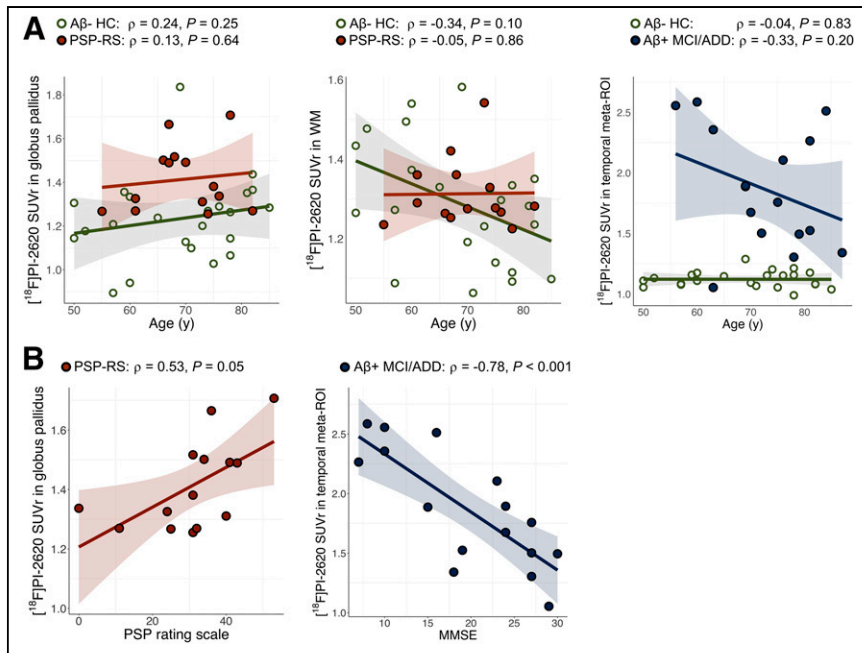 A
Aβ- HC: ρ = 0.24, P = 0.25
PSP-RS: ρ = 0.13, P = 0.64
[¹⁸F]PI-2620 SUVr in globus pallidus
1.8
1.6
1.4
1.2
1.0
50 60 70 80
Age (y)
Aβ- HC: ρ = -0.34, P = 0.10
PSP-RS: ρ = -0.05, P = 0.86
[¹⁸F]PI-2620 SUVr in WM
1.6
1.4
1.2
50 60 70 80
Age (y)
Aβ- HC: ρ = -0.04, P = 0.83
Aβ+ MCI/ADD: ρ = -0.33, P = 0.20
[¹⁸F]PI-2620 SUVr in temporal meta-ROI
2.5
2.0
1.5
1.0
50 60 70 80
Age (y)
B
PSP-RS: ρ = 0.53, P = 0.05
[¹⁸F]PI-2620 SUVr in globus pallidus
1.6
1.4
1.2
1.0
0 20 40
PSP rating scale
Aβ+ MCI/ADD: ρ = -0.78, P < 0.001
[¹⁸F]PI-2620 SUVr in temporal meta-ROI
2.5
2.0
1.5
1.0
10 15 20 25 30
MMSE